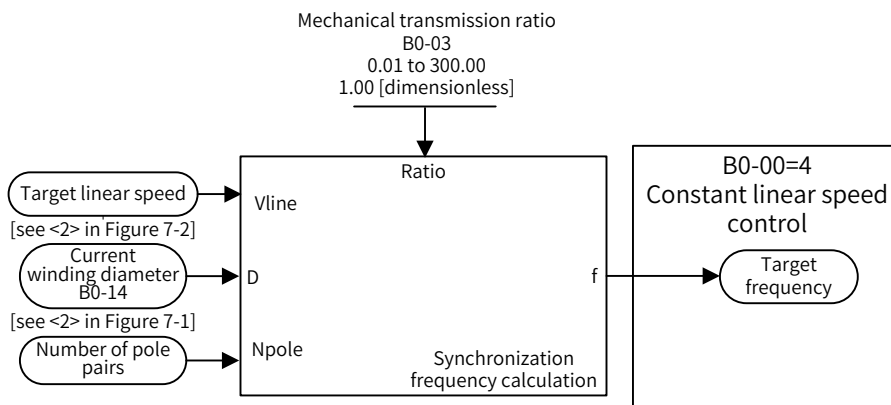 Mechanical transmission ratio
B0-03
0.01 to 300.00
1.00 [dimensionless]
Ratio
B0-00=4
Constant linear speed
control
Target linear speed
Vline
[see <2> in Figure 7-2]
Current
winding diameter
B0-14
D
f
Target
frequency
[see <2> in Figure 7-1]
Number of pole
pairs
Npole
Synchronization
frequency calculation